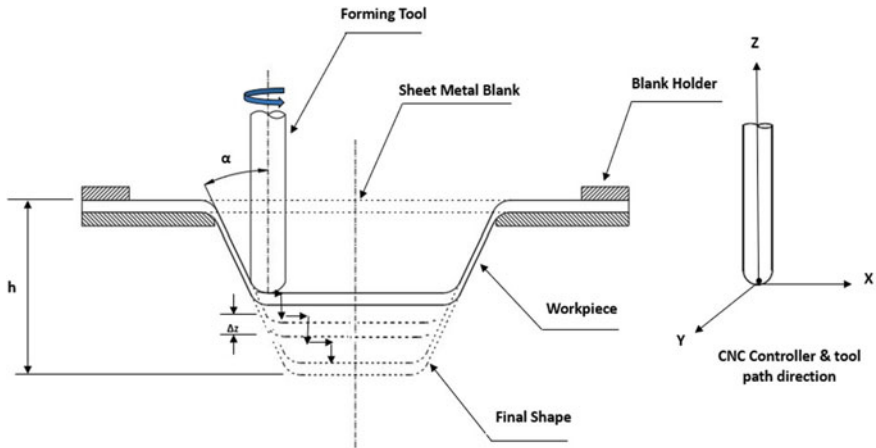 Forming Tool
Z
Sheet Metal Blank
Blank Holder
α
h
X
Workpiece
Δz
Y
CNC Controller & tool
path direction
Final Shape